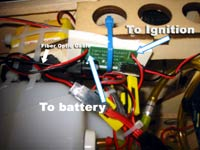 To Ignition
Fiber Optic Cable
To battery